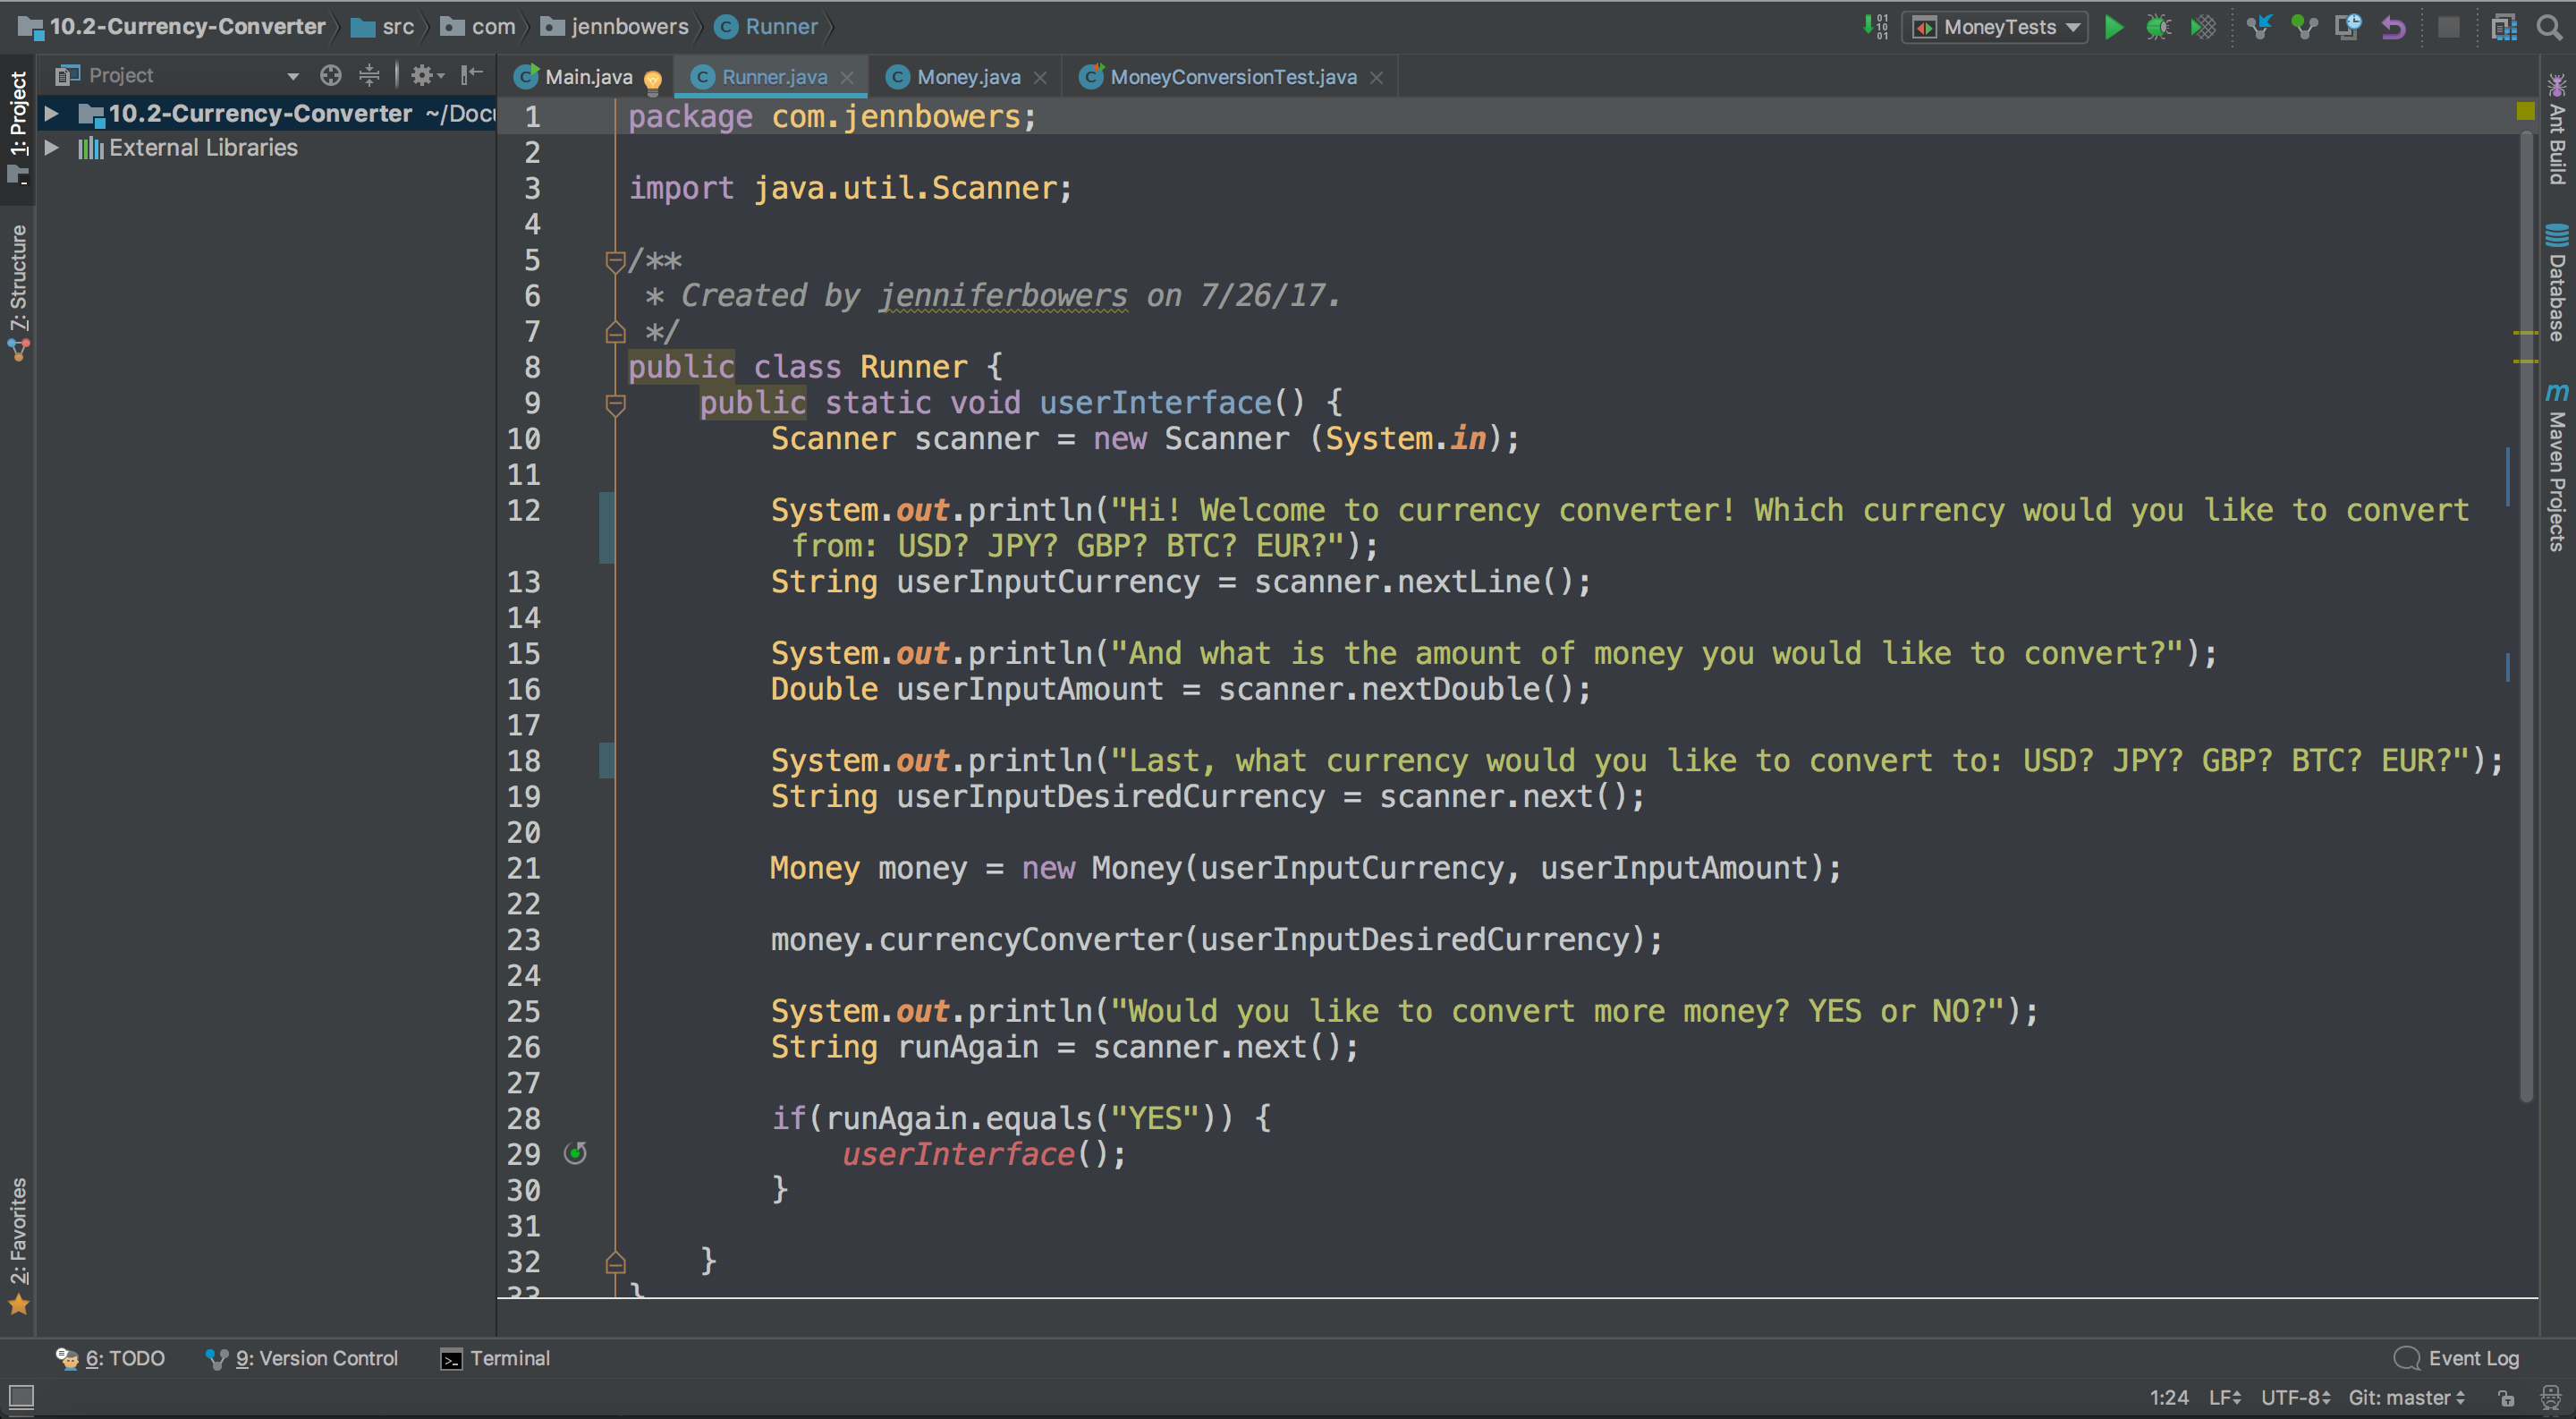 10.2-Currency-Converter src com jennbowers Runner MoneyTests
Project
Main.java Runner.java Money.java MoneyConversionTest.java
1: Project
7: Structure
2: Favorites
10.2-Currency-Converter ~/Docu
External Libraries
1 package com.jennbowers;
2
3 import java.util.Scanner;
4
5 /**
6 * Created by jenniferbowers on 7/26/17.
7 */
8 public class Runner {
9 public static void userInterface() {
10 Scanner scanner = new Scanner (System.in);
11
12 System.out.println("Hi! Welcome to currency converter! Which currency would you like to convert
from: USD? JPY? GBP? BTC? EUR?");
13 String userInputCurrency = scanner.nextLine();
14
15 System.out.println("And what is the amount of money you would like to convert?");
16 Double userInputAmount = scanner.nextDouble();
17
18 System.out.println("Last, what currency would you like to convert to: USD? JPY? GBP? BTC? EUR?");
19 String userInputDesiredCurrency = scanner.next();
20
21 Money money = new Money(userInputCurrency, userInputAmount);
22
23 money.currencyConverter(userInputDesiredCurrency);
24
25 System.out.println("Would you like to convert more money? YES or NO?");
26 String runAgain = scanner.next();
27
28 if(runAgain.equals("YES")) {
29 userInterface();
30 }
31
32 }
33 }
Ant Build
Database
Maven Projects
6: TODO 9: Version Control Terminal Event Log
1:24 LF UTF-8 Git: master